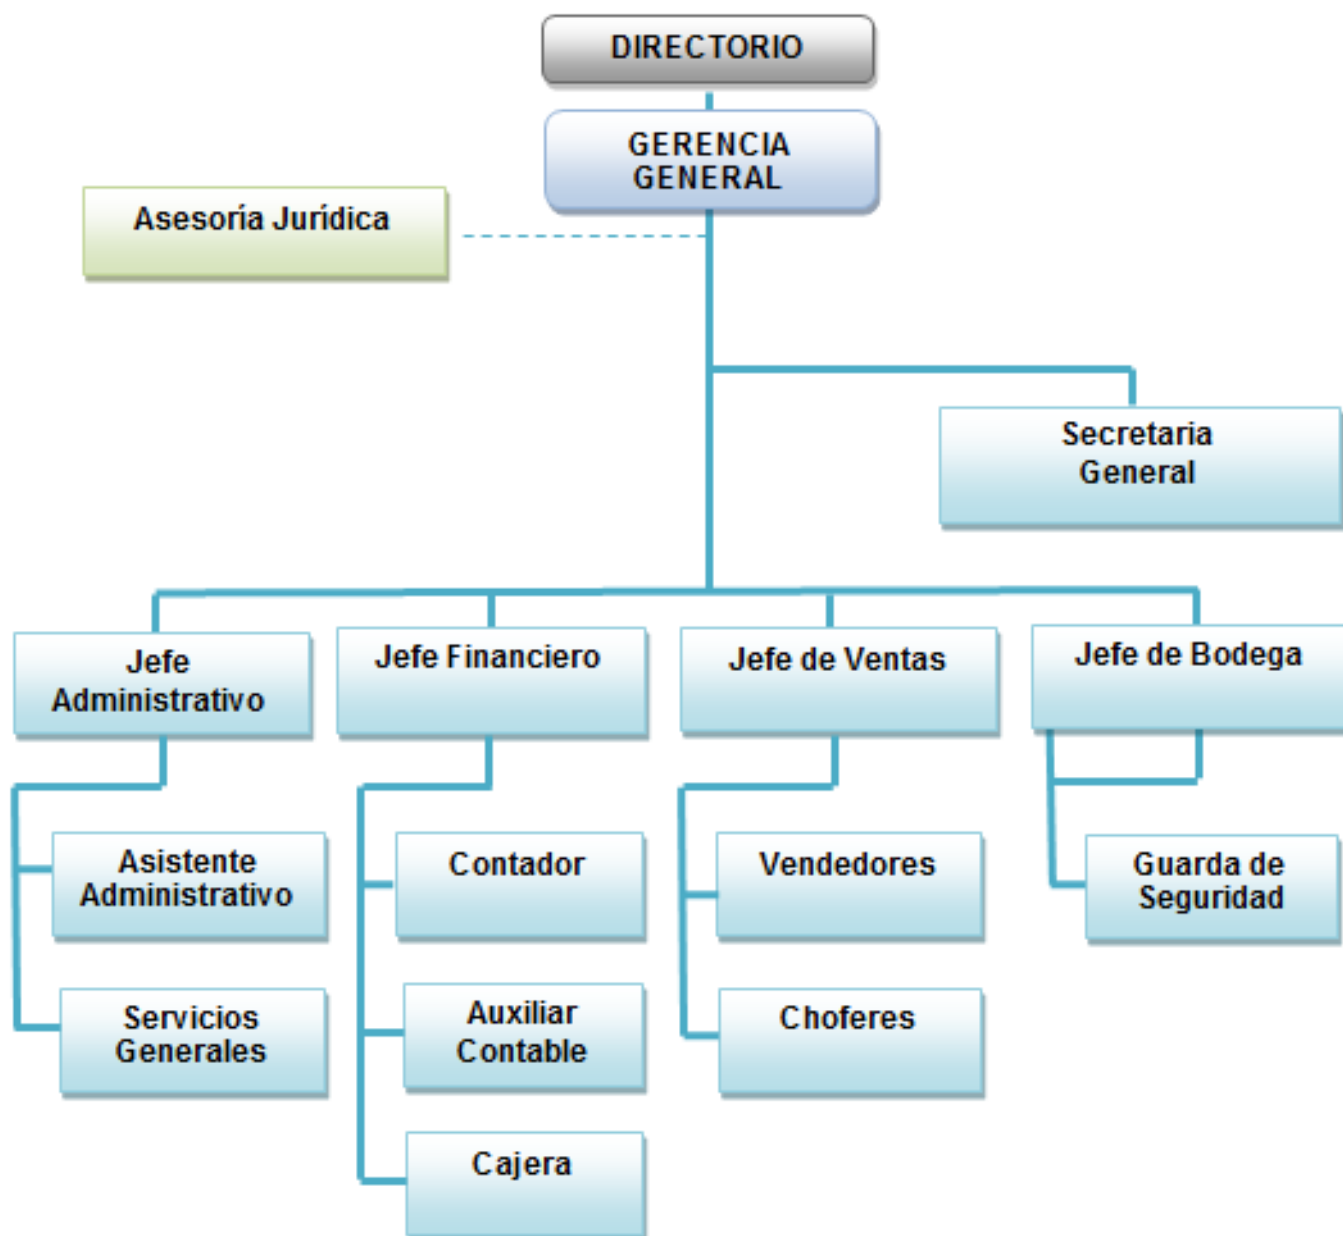 DIRECTORIO
GERENCIA
GENERAL
Asesoría Jurídica
Secretaria
General
Jefe
Administrativo
Jefe Financiero
Jefe de Ventas
Jefe de Bodega
Asistente
Administrativo
Contador
Vendedores
Guarda de
Seguridad
Servicios
Generales
Auxiliar
Contable
Choferes
Cajera